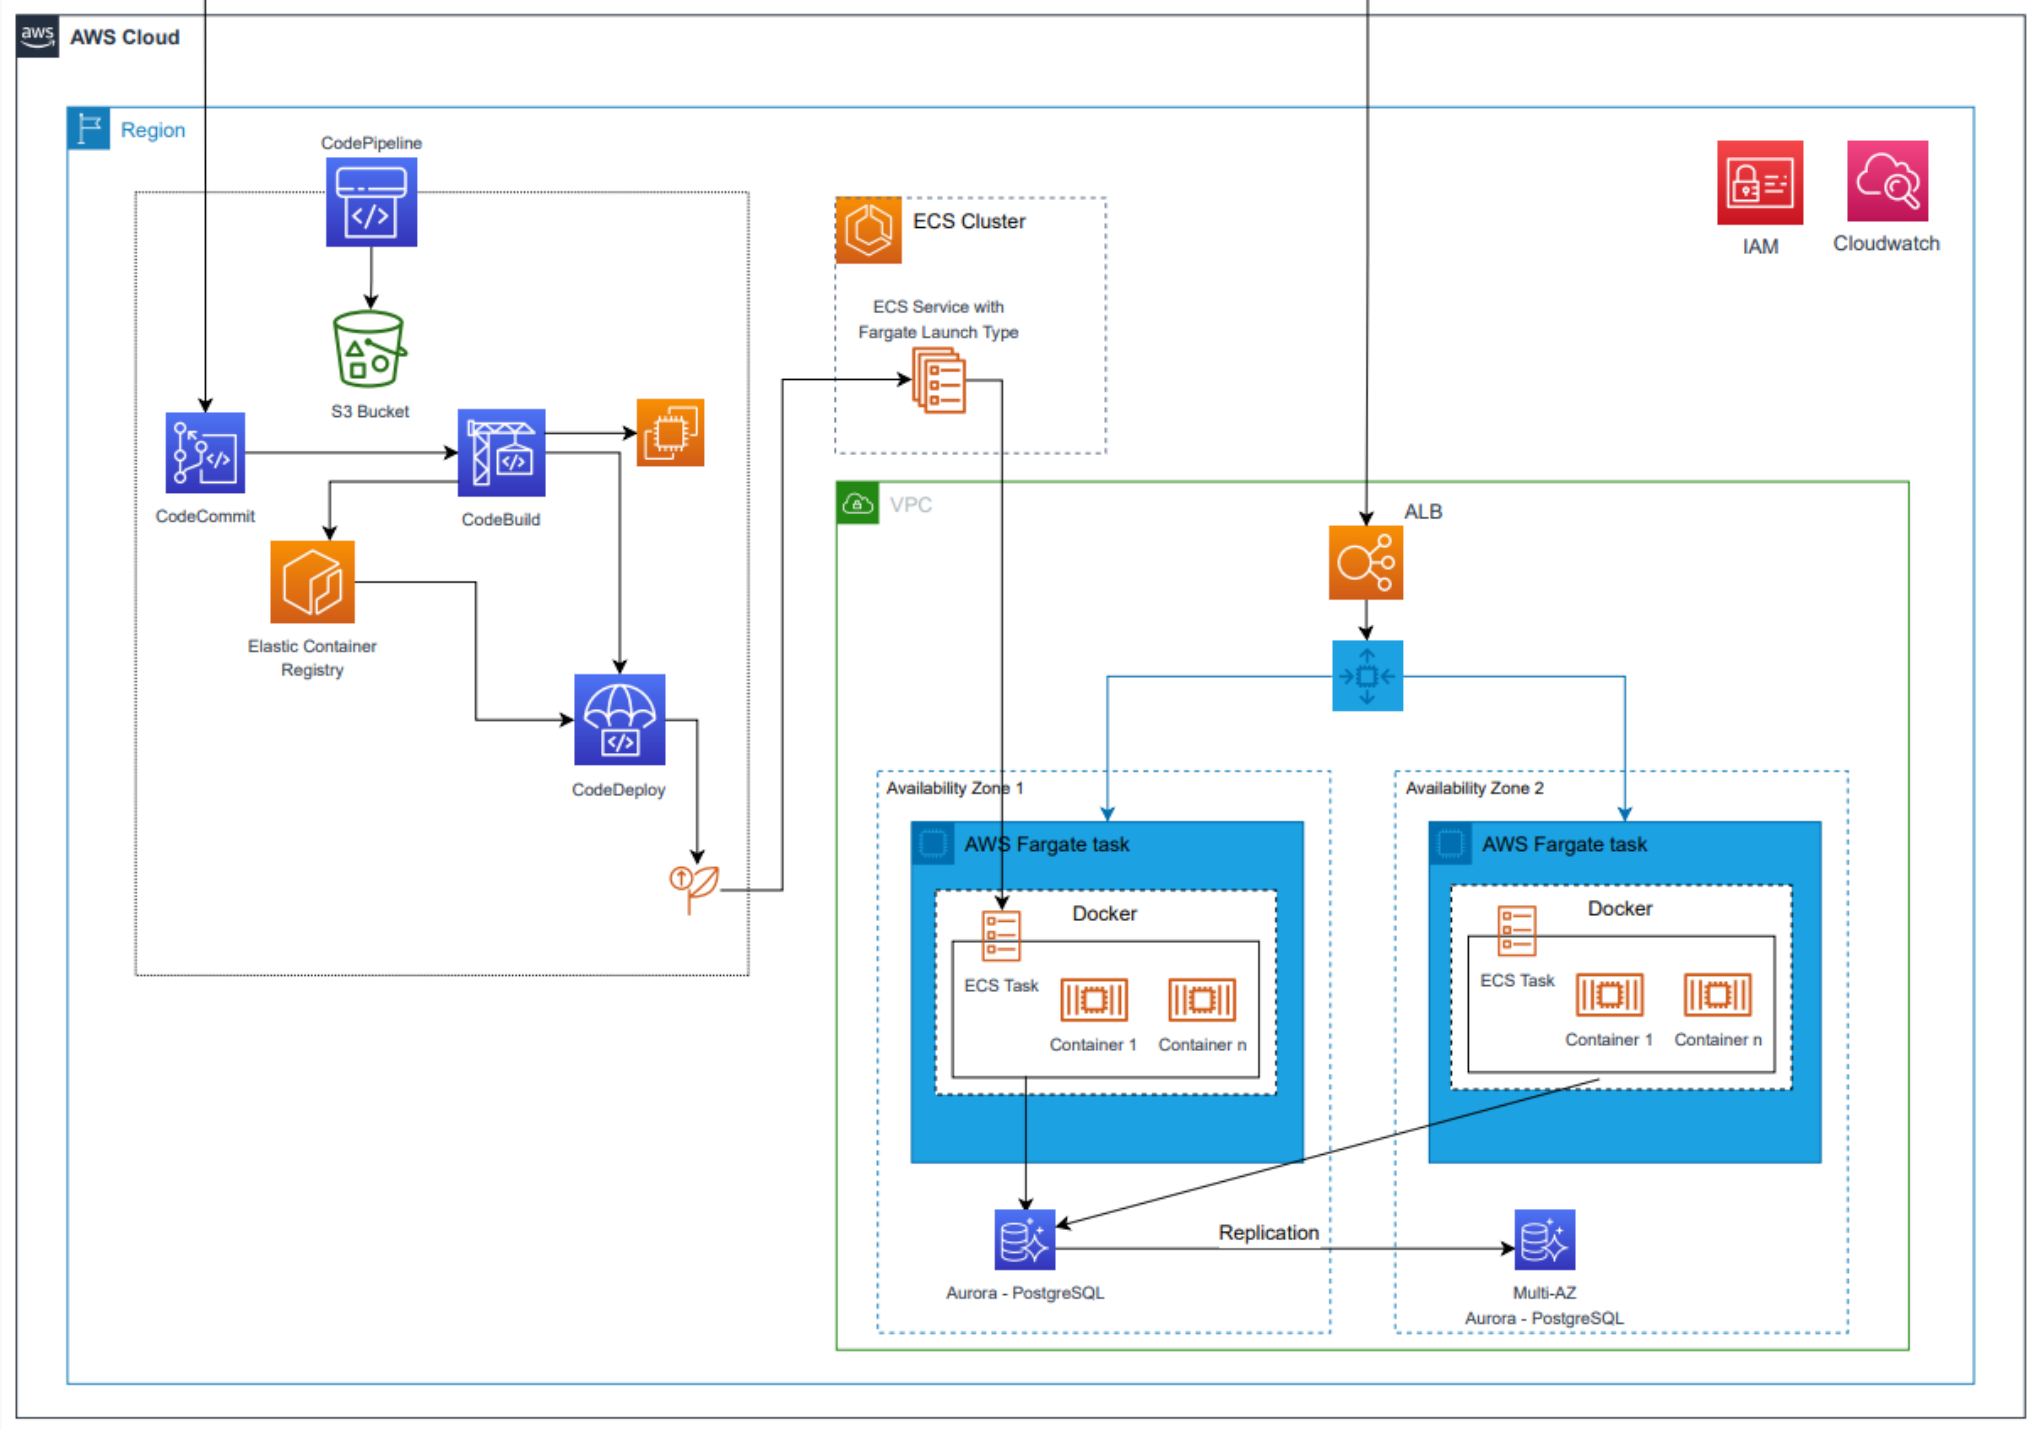 aws
AWS Cloud
Region
CodePipeline
S3 Bucket
CodeCommit
CodeBuild
Elastic Container
Registry
CodeDeploy
ECS Cluster
ECS Service with
Fargate Launch Type
IAM
Cloudwatch
VPC
ALB
Availability Zone 1
AWS Fargate task
Docker
ECS Task
Container 1
Container n
Aurora - PostgreSQL
Replication
Availability Zone 2
AWS Fargate task
Docker
ECS Task
Container 1
Container n
Multi-AZ
Aurora - PostgreSQL